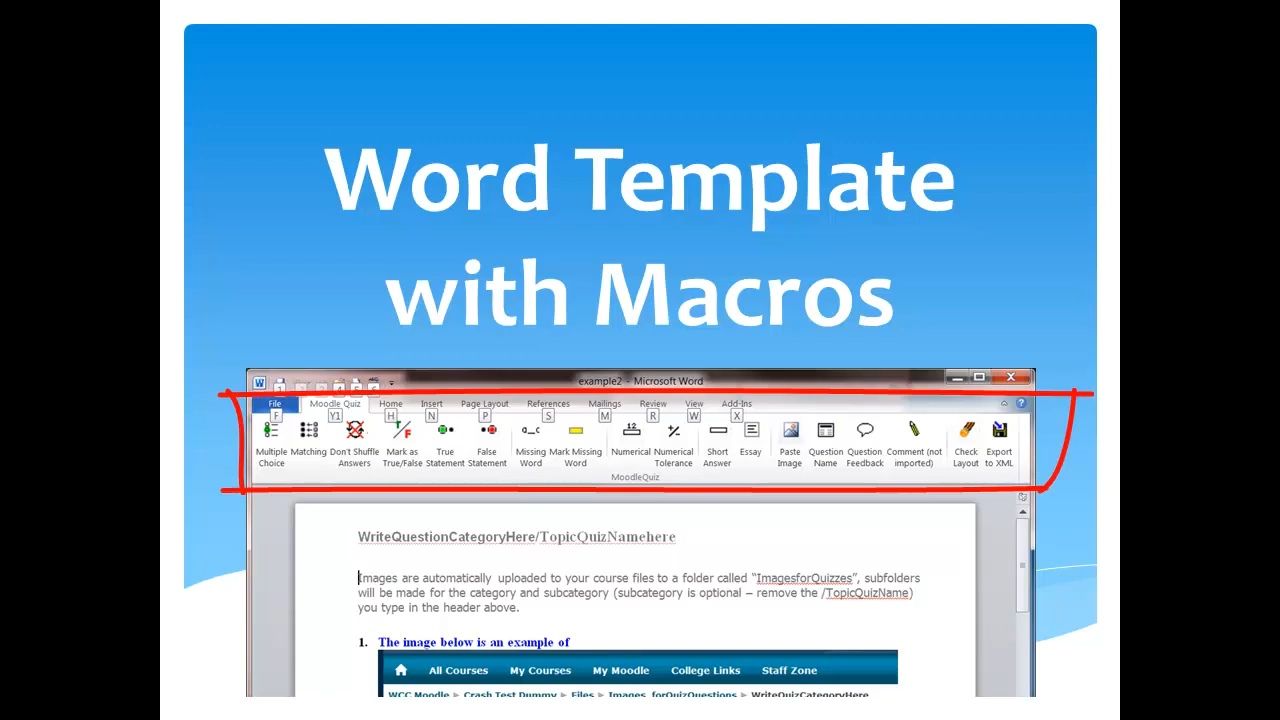 Word Template
with Macros
example2 - Microsoft Word
File Moodle Quiz Home Insert Page Layout References Mailings Review View Add-Ins
F Y1 H N P S M R W X
Multiple Choice Matching Don't Shuffle Answers Mark as True/False True Statement False Statement Missing Word Mark Missing Word Numerical Numerical Tolerance Short Answer Essay Paste Image Question Name Question Feedback Comment (not imported) Check Layout Export to XML
MoodleQuiz
WriteQuestionCategoryHere/TopicQuizNamehere
Images are automatically uploaded to your course files to a folder called “ImagesforQuizzes”, subfolders
will be made for the category and subcategory (subcategory is optional – remove the /TopicQuizName)
you type in the header above.
1. The image below is an example of
All Courses My Courses My Moodle College Links Staff Zone
WCC Moodle Crash Test Dummy Files Images_forQuizQuestions WriteQuizCategoryHere